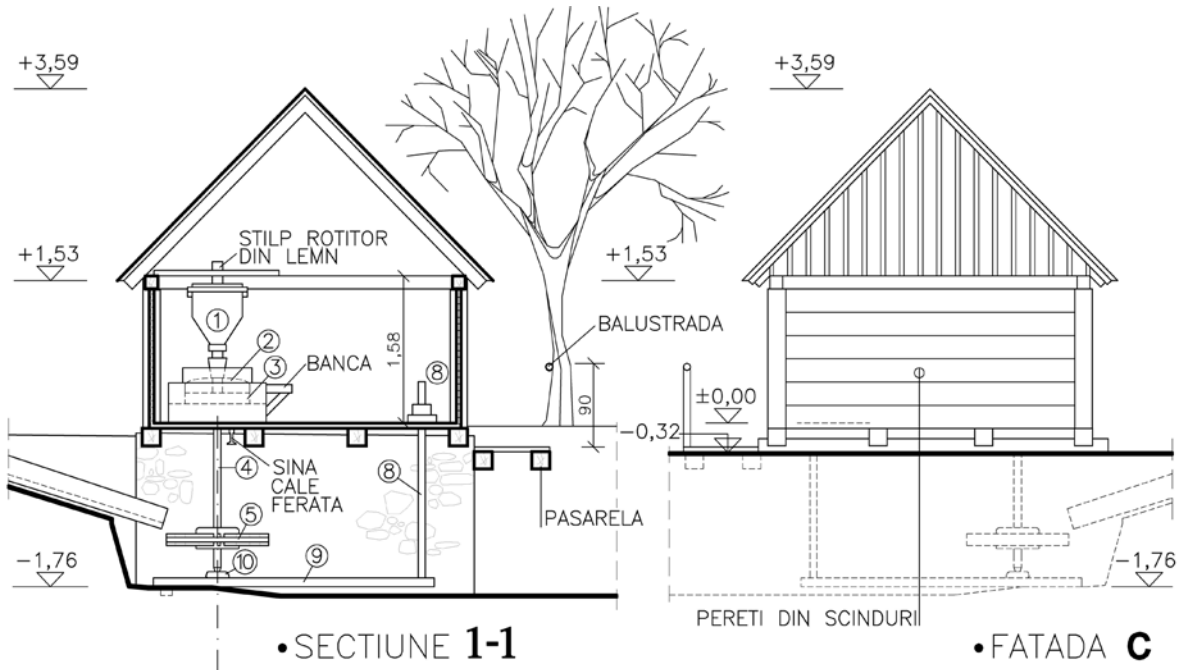 +3,59
+3,59
STILP ROTITOR
DIN LEMN
+1,53
+1,53
1
2
3
BANCA
1,58
8
BALUSTRADA
90
±0,00
-0,32
4
SINA
CALE
FERATA
8
5
PASARELA
10
9
-1,76
-1,76
PERETI DIN SCINDURI
•SECTIUNE 1-1
•FATADA C